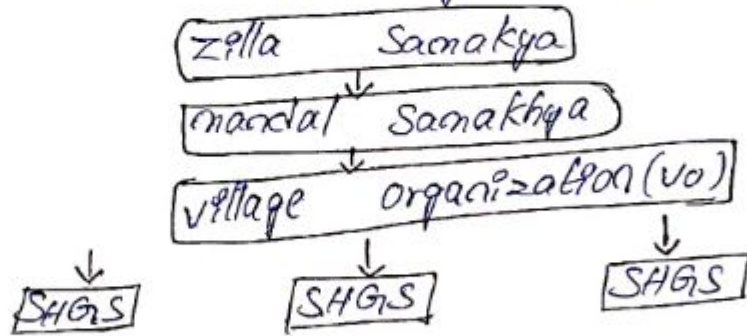 zilla Samakya
mandal Samakhya
village organization (vo)
SHGS SHGS SHGS